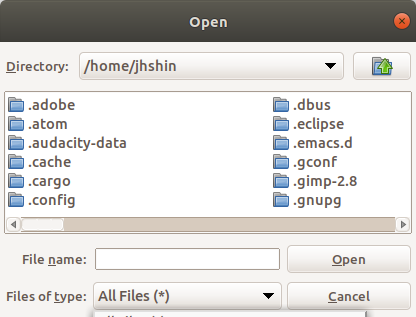 Open
Directory: /home/jhshin
.adobe .dbus
.atom .eclipse
.audacity-data .emacs.d
.cache .gconf
.cargo .gimp-2.8
.config .gnupg
File name: Open
Files of type: All Files (*) Cancel